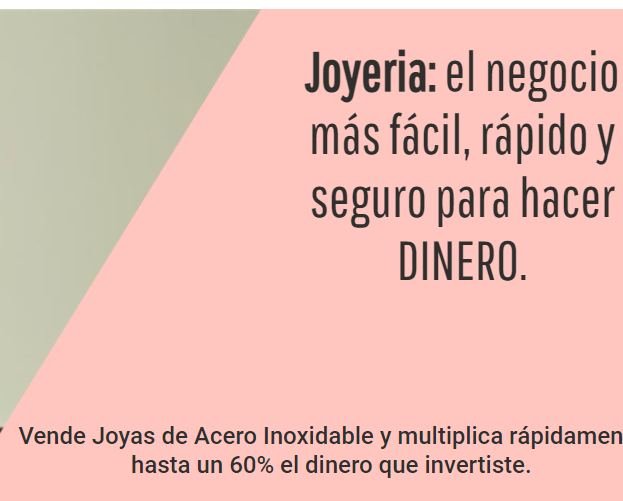 Joyeria: el negocio
más fácil, rápido y
seguro para hacer
DINERO.
Vende Joyas de Acero Inoxidable y multiplica rápidamen
hasta un 60% el dinero que invertiste.